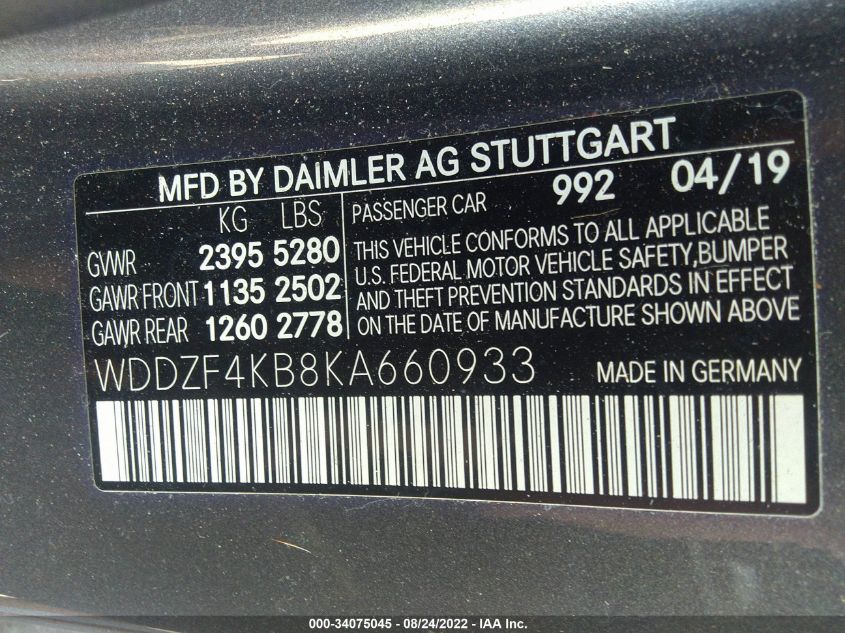 MFD BY DAIMLER AG STUTTGART
KG LBS
GVWR 2395 5280
GAWR FRONT 1135 2502
GAWR REAR 1260 2778
PASSENGER CAR 992 04/19
THIS VEHICLE CONFORMS TO ALL APPLICABLE
U.S. FEDERAL MOTOR VEHICLE SAFETY,BUMPER
AND THEFT PREVENTION STANDARDS IN EFFECT
ON THE DATE OF MANUFACTURE SHOWN ABOVE
WDDZF4KB8KA660933 MADE IN GERMANY
000-34075045 - 08/24/2022 - IAA Inc.